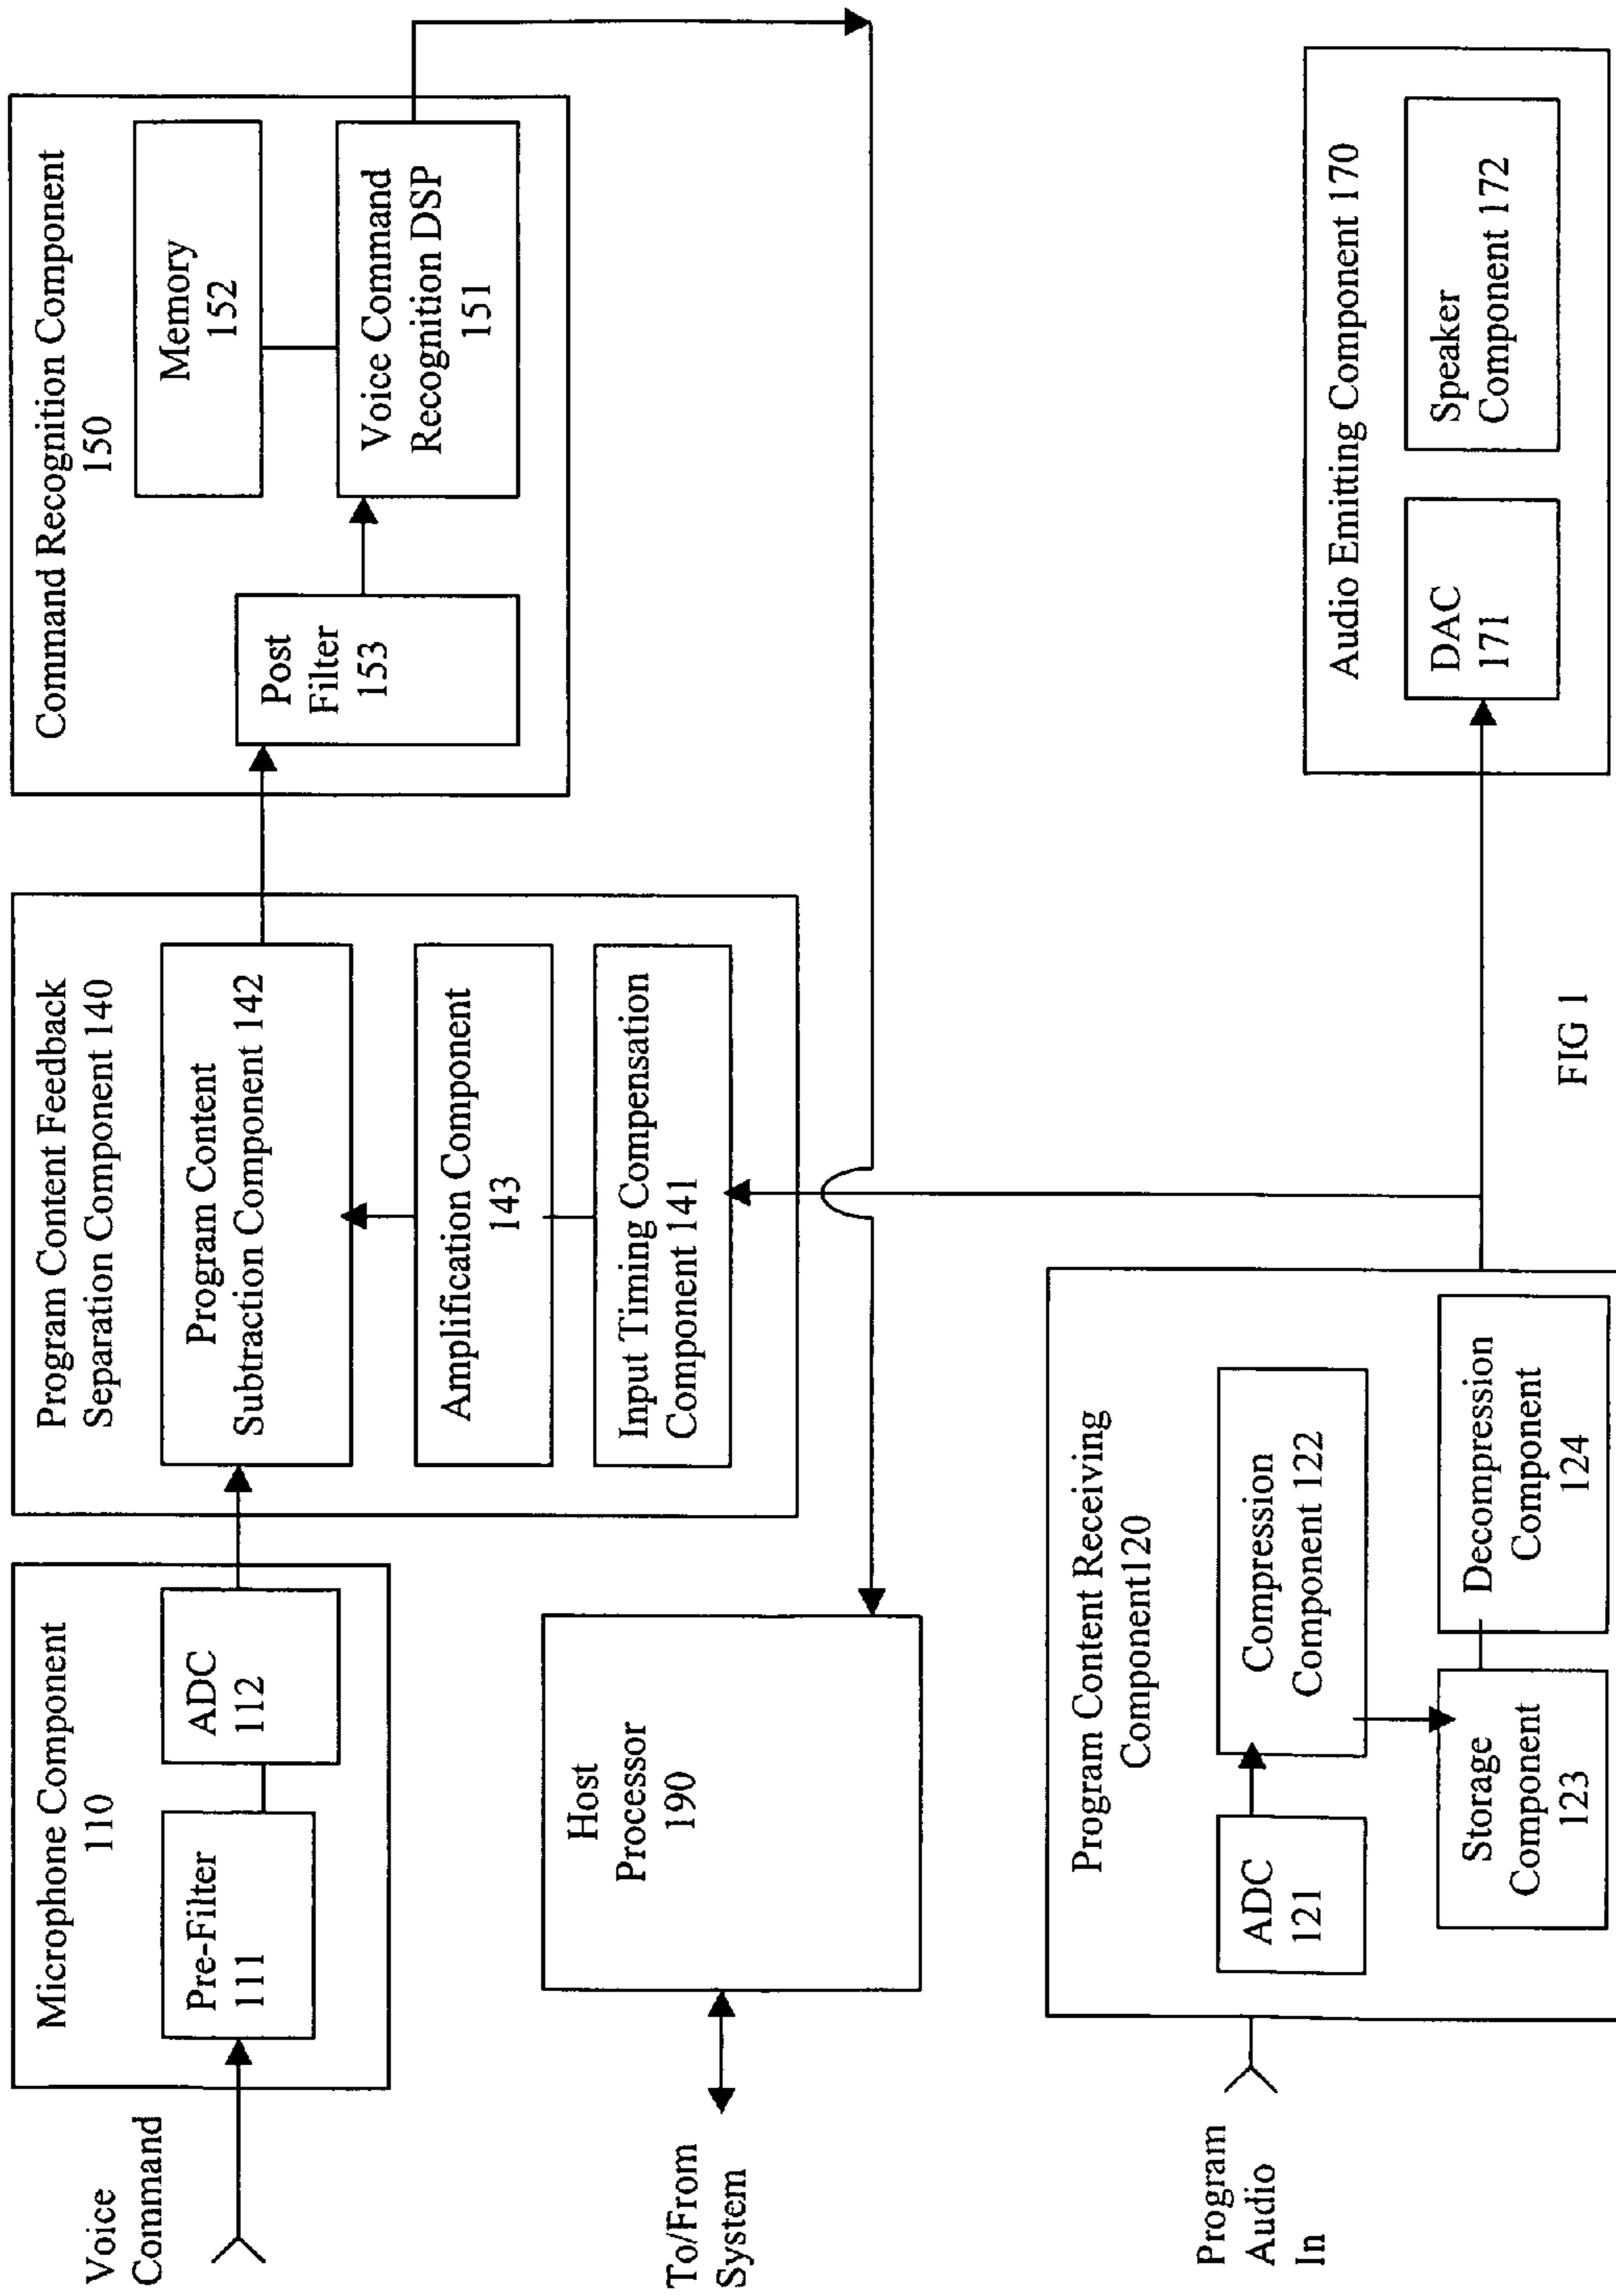 Voice
Command
Microphone Component
110
Pre-Filter
111
ADC
112
Program Content Feedback
Separation Component 140
Program Content
Subtraction Component 142
Amplification Component
143
Input Timing Compensation
Component 141
Command Recognition Component
150
Post
Filter
153
Memory
152
Voice Command
Recognition DSP
151
To/From
System
Host
Processor
190
Program
Audio
In
Program Content Receiving
Component120
ADC
121
Compression
Component 122
Storage
Component
123
Decompression
Component
124
Audio Emitting Component 170
DAC
171
Speaker
Component 172
FIG 1